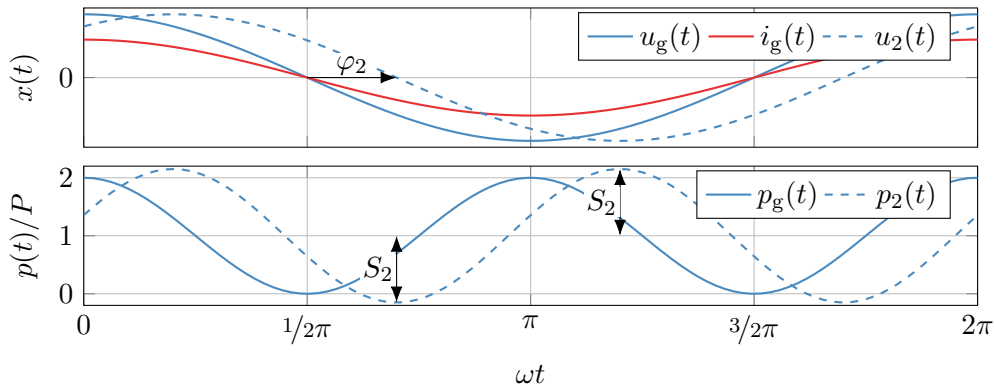 u_g(t) i_g(t) u_2(t)
x(t)
0
φ_2
p_g(t) p_2(t)
p(t)/P
2
1
0
S_2
S_2
0 1/2π π 3/2π 2π
ωt